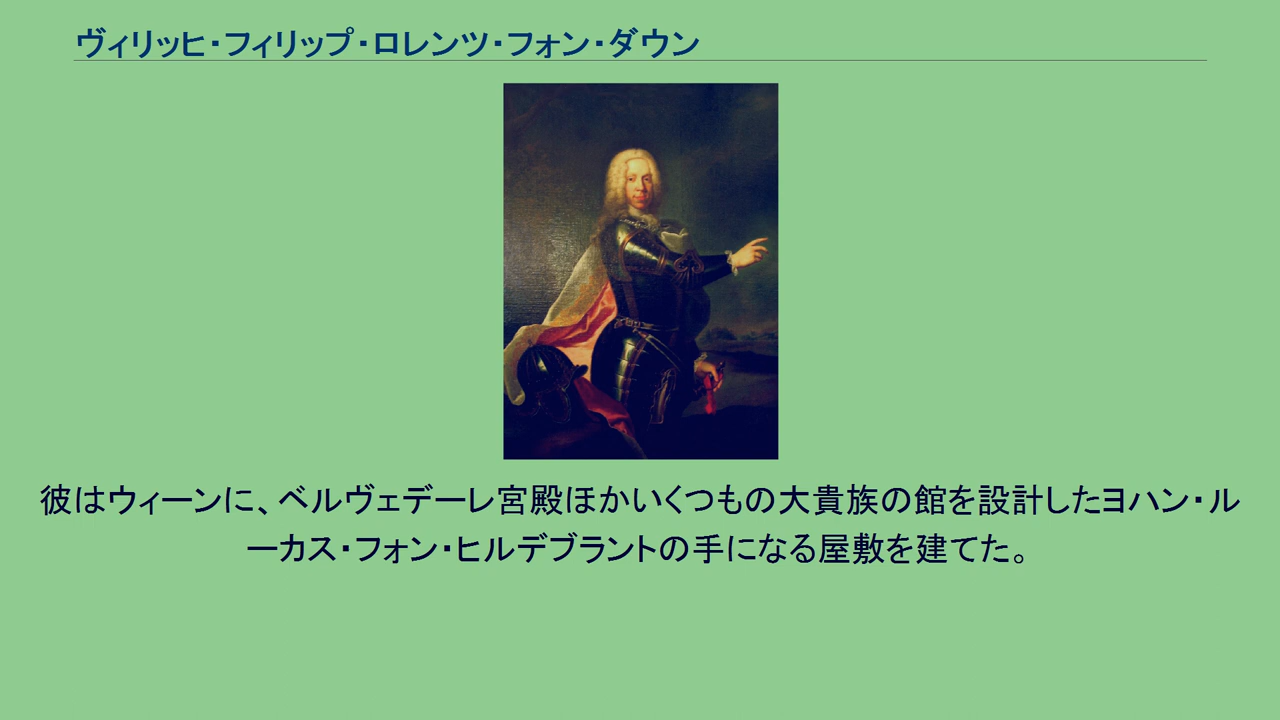 ヴィリッヒ・フィリップ・ロレンツ・フォン・ダウン
彼はウィーンに、ベルヴェデーレ宮殿ほかいくつもの大貴族の館を設計したヨハン・ル
ーカス・フォン・ヒルデブラントの手になる屋敷を建てた。